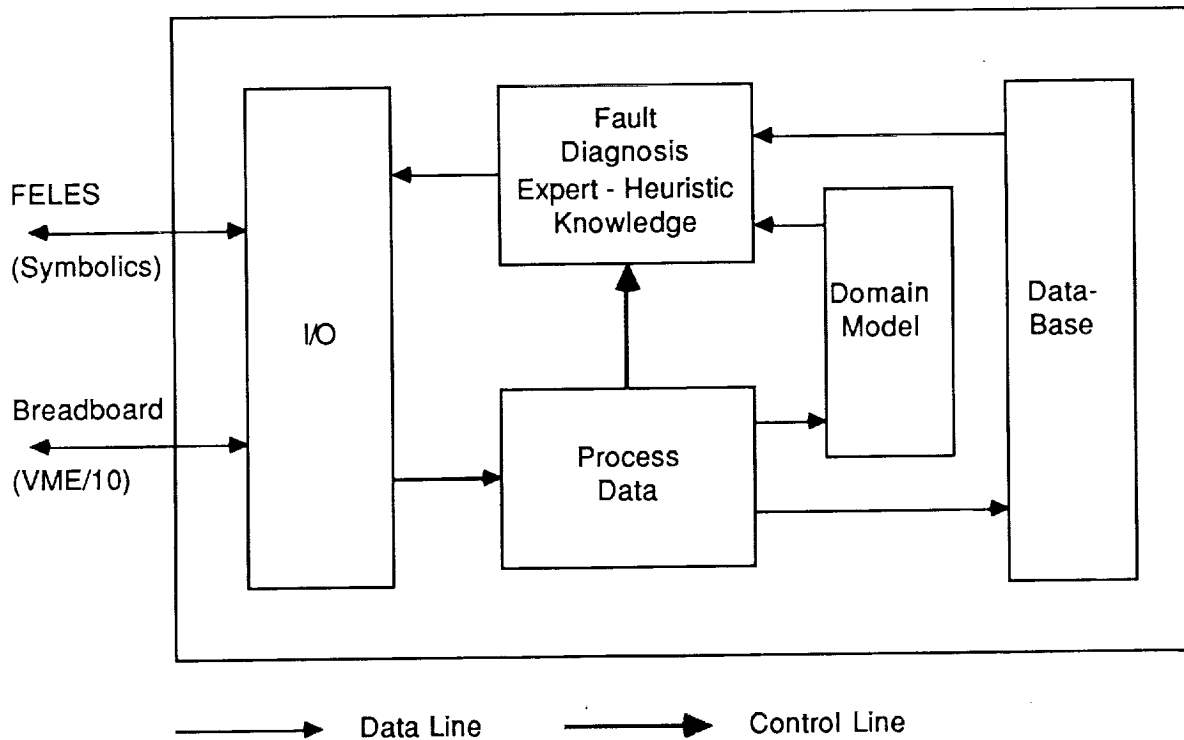 FELES
(Symbolics)
Breadboard
(VME/10)
I/O
Fault
Diagnosis
Expert - Heuristic
Knowledge
Process
Data
Domain
Model
Data-
Base
Data Line
Control Line